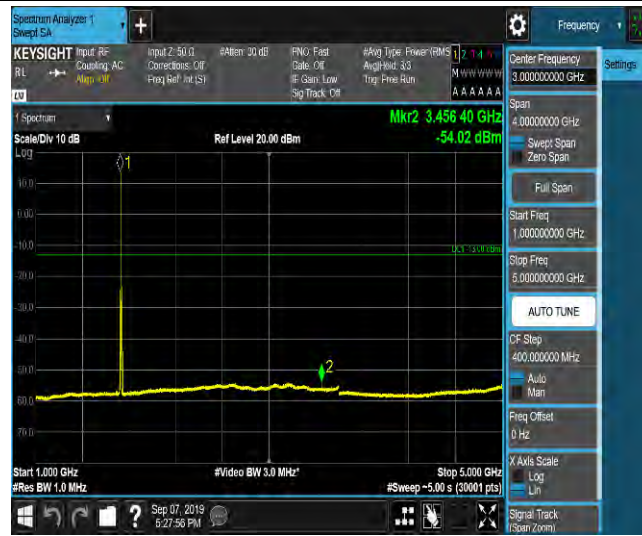 Spectrum Analyzer 1
Swept SA
+
Frequency
KEYSIGHT Input: RF
Coupling: AC
Align: Off
RL
LXI
Input Z: 50 Ω
Corrections: Off
Freq Ref: Int (S)
#Atten: 30 dB
PNO: Fast
Gate: Off
IF Gain: Low
Sig Track: Off
#Avg Type: Power (RMS
Avg|Hold: 3/3
Trig: Free Run
A A A A A A
1 Spectrum
Scale/Div 10 dB
Log
Ref Level 20.00 dBm
Mkr2 3.456 40 GHz
-54.02 dBm
1
10.0
0.00
-10.0
-20.0
-30.0
-40.0
-50.0
-60.0
-70.0
2
Start 1.000 GHz
#Res BW 1.0 MHz
#Video BW 3.0 MHz*
Stop 5.000 GHz
#Sweep ~5.00 s (30001 pts)
Sep 07, 2019
5:27:56 PM
?
Center Frequency
3.000000000 GHz
Settings
Span
4.00000000 GHz
Swept Span
Zero Span
Full Span
Start Freq
1.000000000 GHz
Stop Freq
5.000000000 GHz
AUTO TUNE
CF Step
400.000000 MHz
Auto
Man
Freq Offset
0 Hz
X Axis Scale
Log
Lin
Signal Track
(Span Zoom)